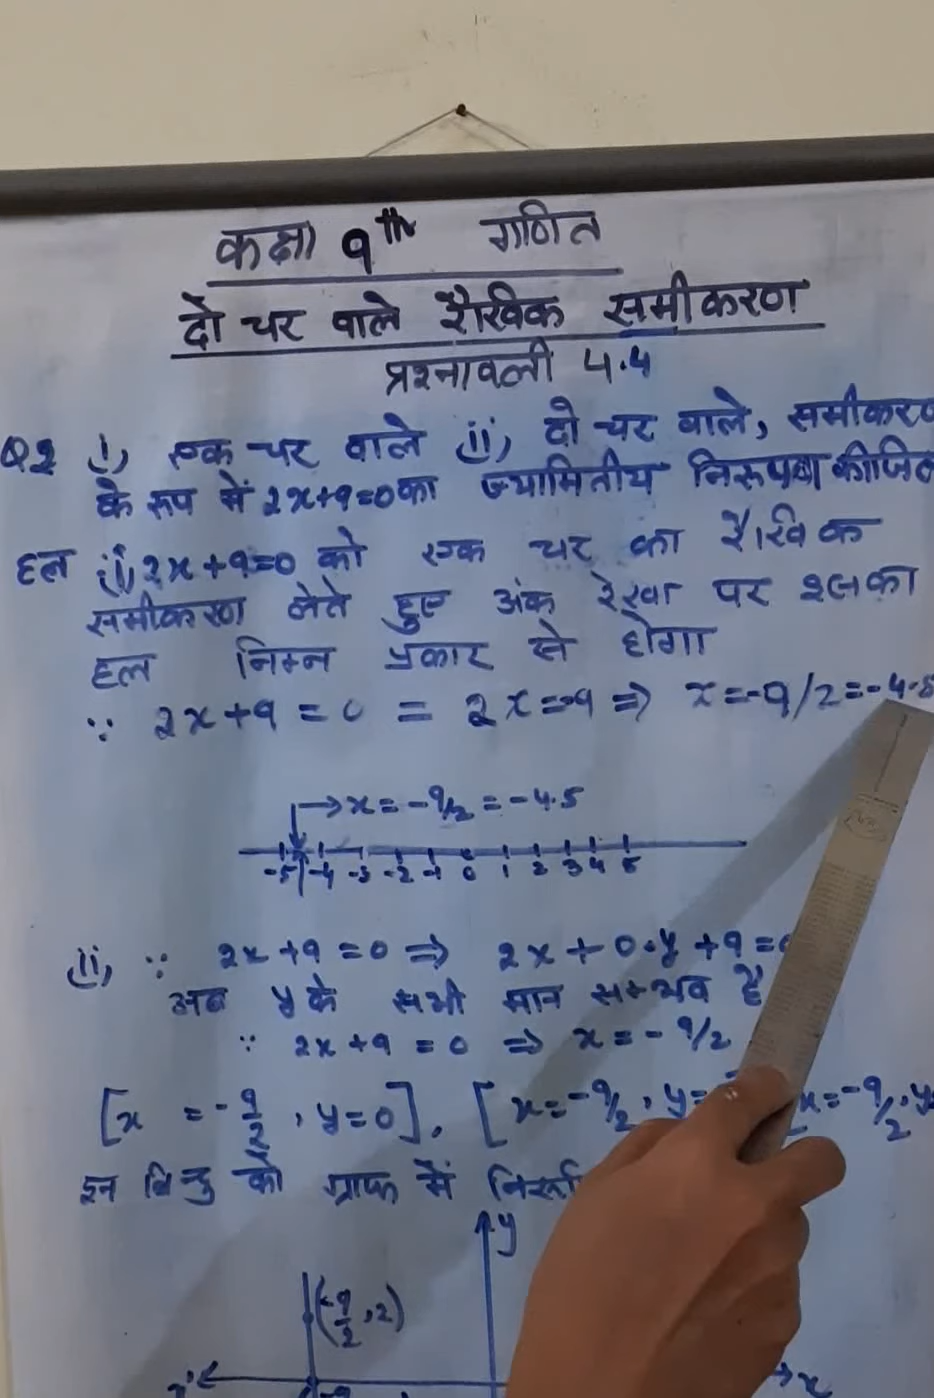 कक्षा 9th गणित
दो चर वाले रैखिक समीकरण
प्रश्नावली 4.4
Q2 i, एक चर वाले ii, दो चर वाले, समीकरण
के रूप में 2x+9=0 का ज्यामितीय निरूपण कीजिए
हल i, 2x+9=0 को एक चर का रैखिक
समीकरण लेते हुए अंक रेखा पर इसका
हल निम्न प्रकार से होगा
∵ 2x+9=0 = 2x=-9 ⇒ x=-9/2=-4.5
→x=-9/2=-4.5
-5 -4 -3 -2 -1 0 1 2 3 4 5
ii, ∵ 2x+9=0 ⇒ 2x+0.y+9=
अब y के सभी मान सम्भव है
∵ 2x+9=0 ⇒ x=-9/2
[x = -9/2, y=0], [x=-9/2, y= x=-9/2, y
इन बिन्दु को ग्राफ में
y
(-9/2, 2)
x' x